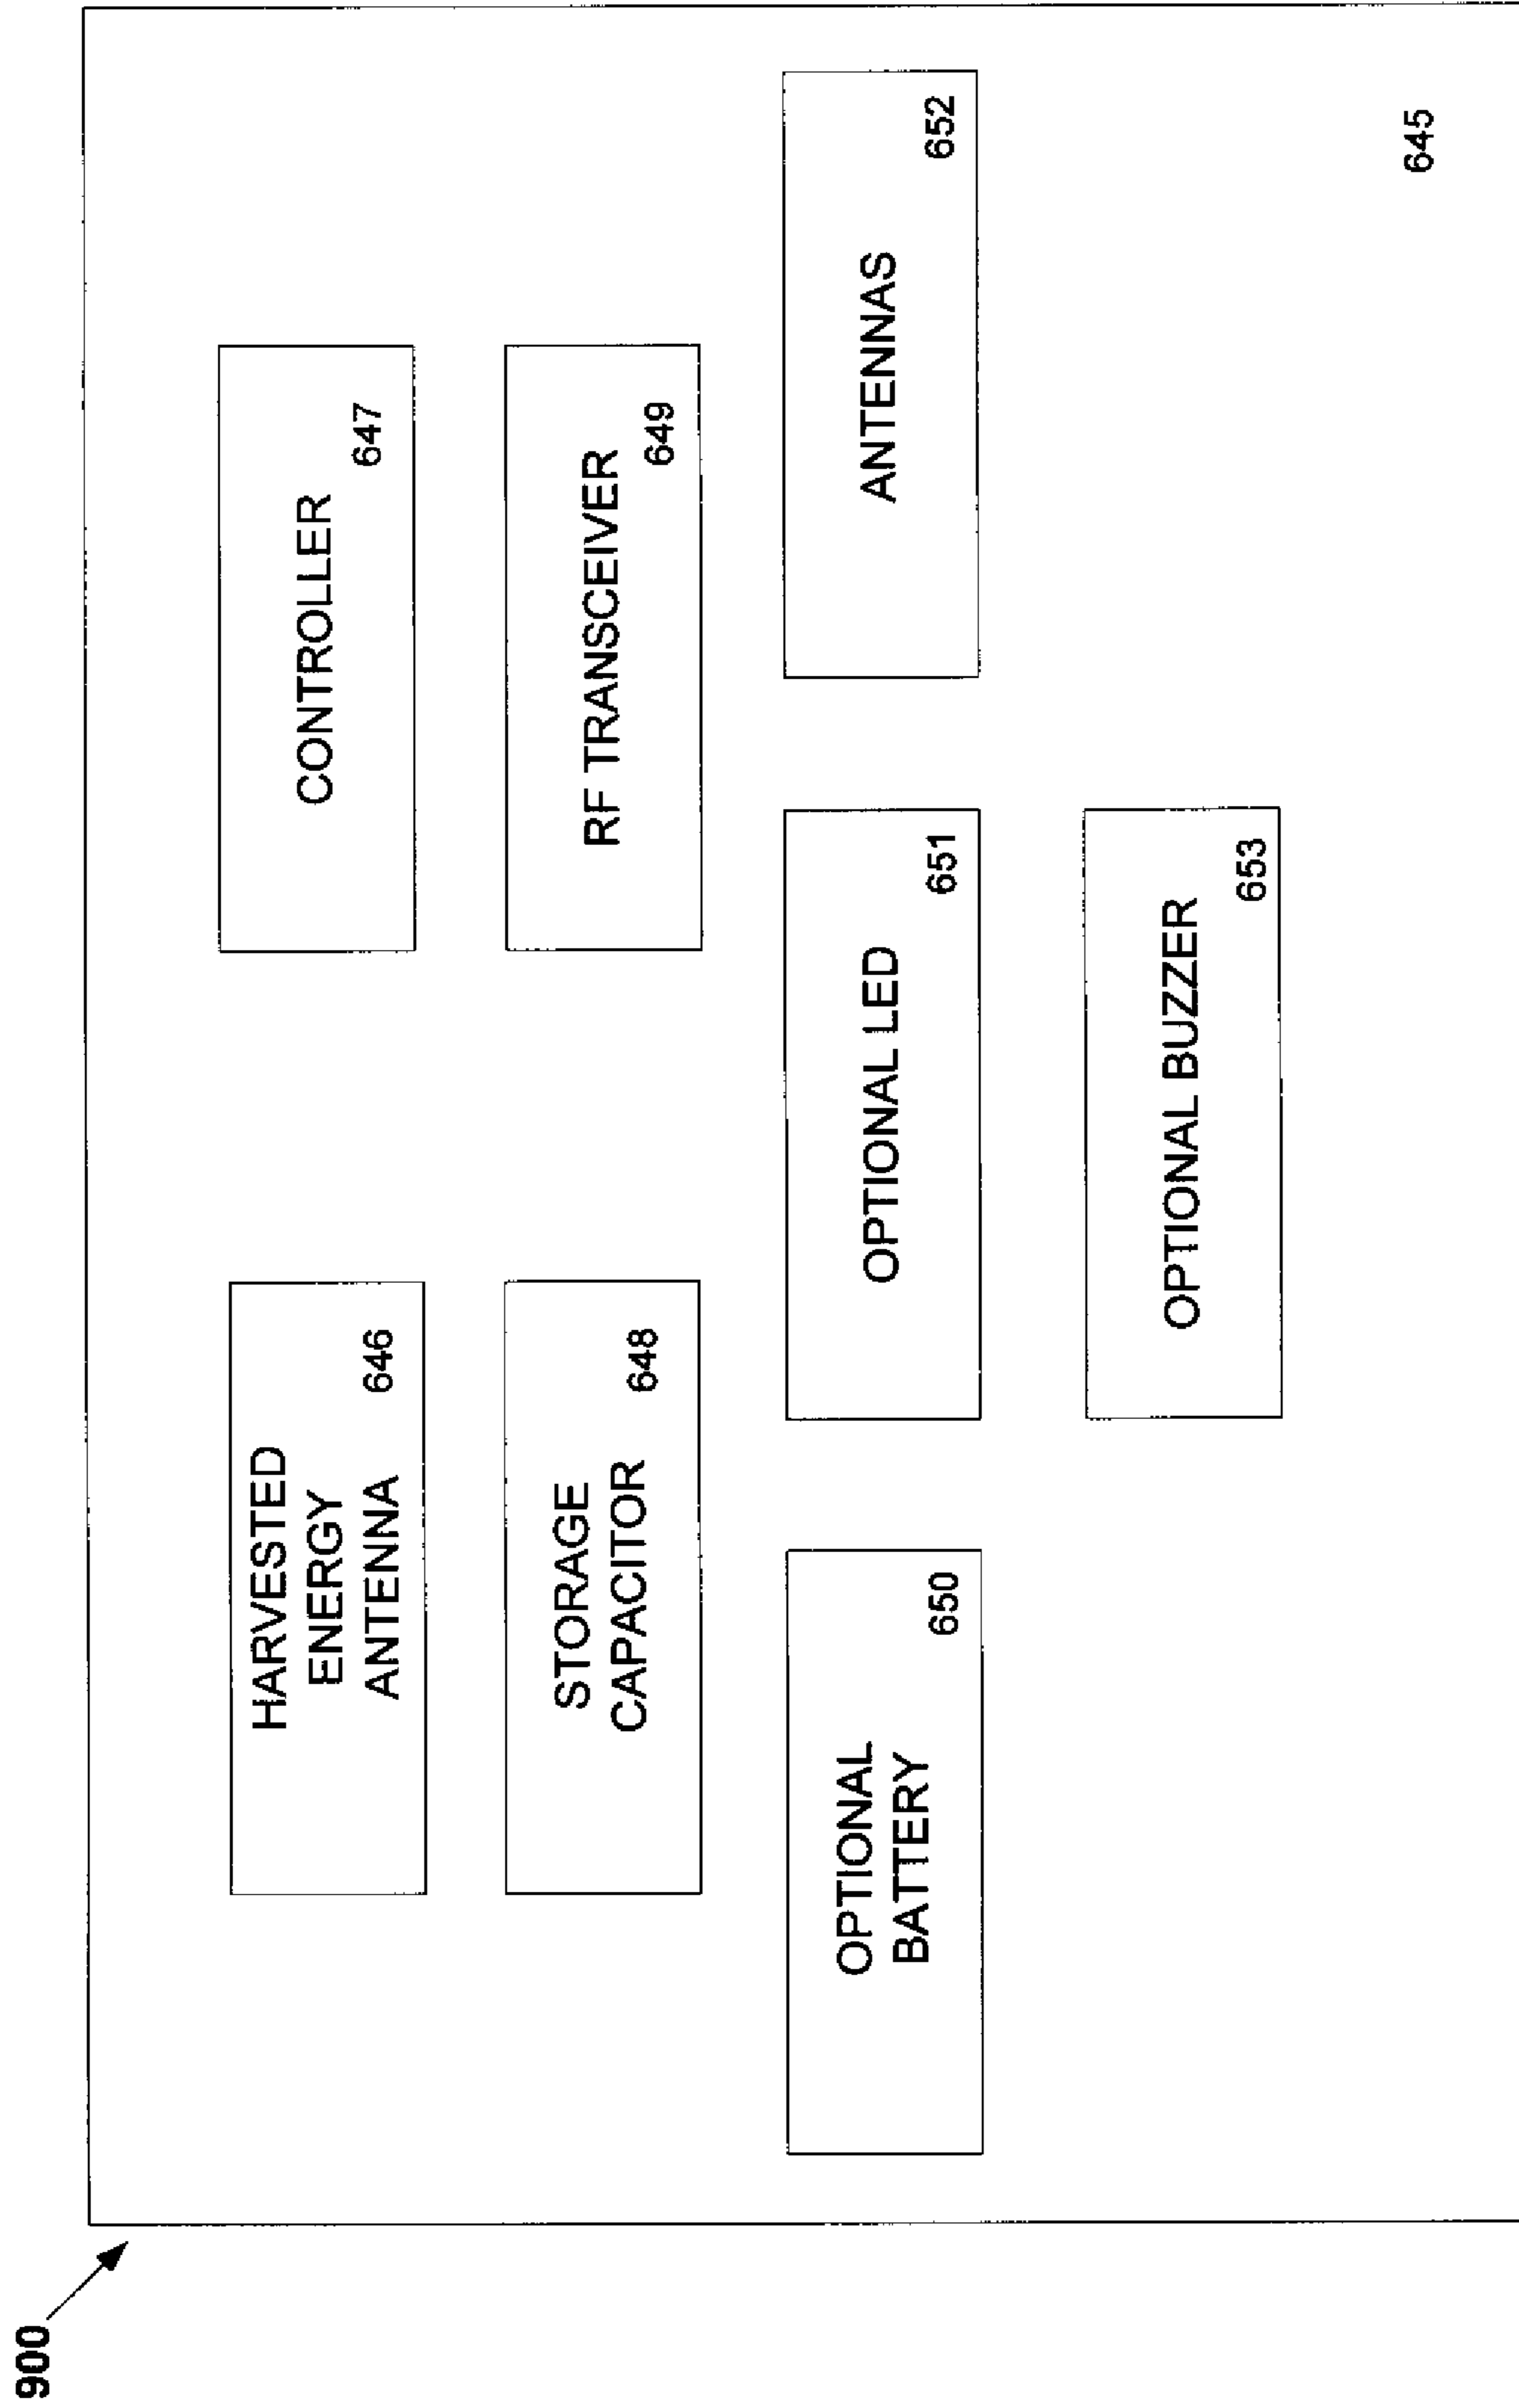 900
HARVESTED
ENERGY
ANTENNA 646
CONTROLLER
647
STORAGE
CAPACITOR 648
RF TRANSCEIVER
649
OPTIONAL
BATTERY
650
OPTIONAL LED
651
ANTENNAS
652
OPTIONAL BUZZER
653
645